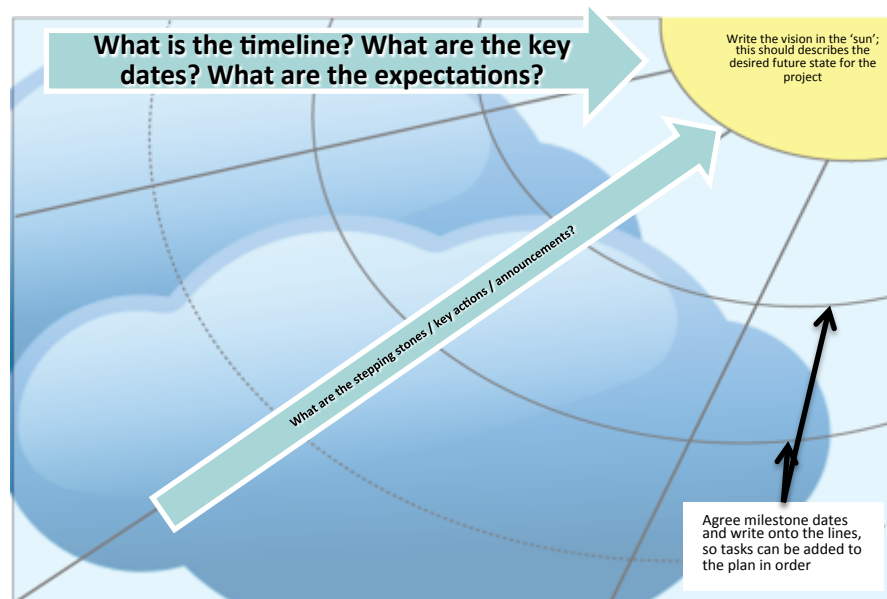 What is the timeline? What are the key
dates? What are the expectations?
Write the vision in the ‘sun’;
this should describes the
desired future state for the
project
What are the stepping stones / key actions / announcements?
Agree milestone dates
and write onto the lines,
so tasks can be added to
the plan in order